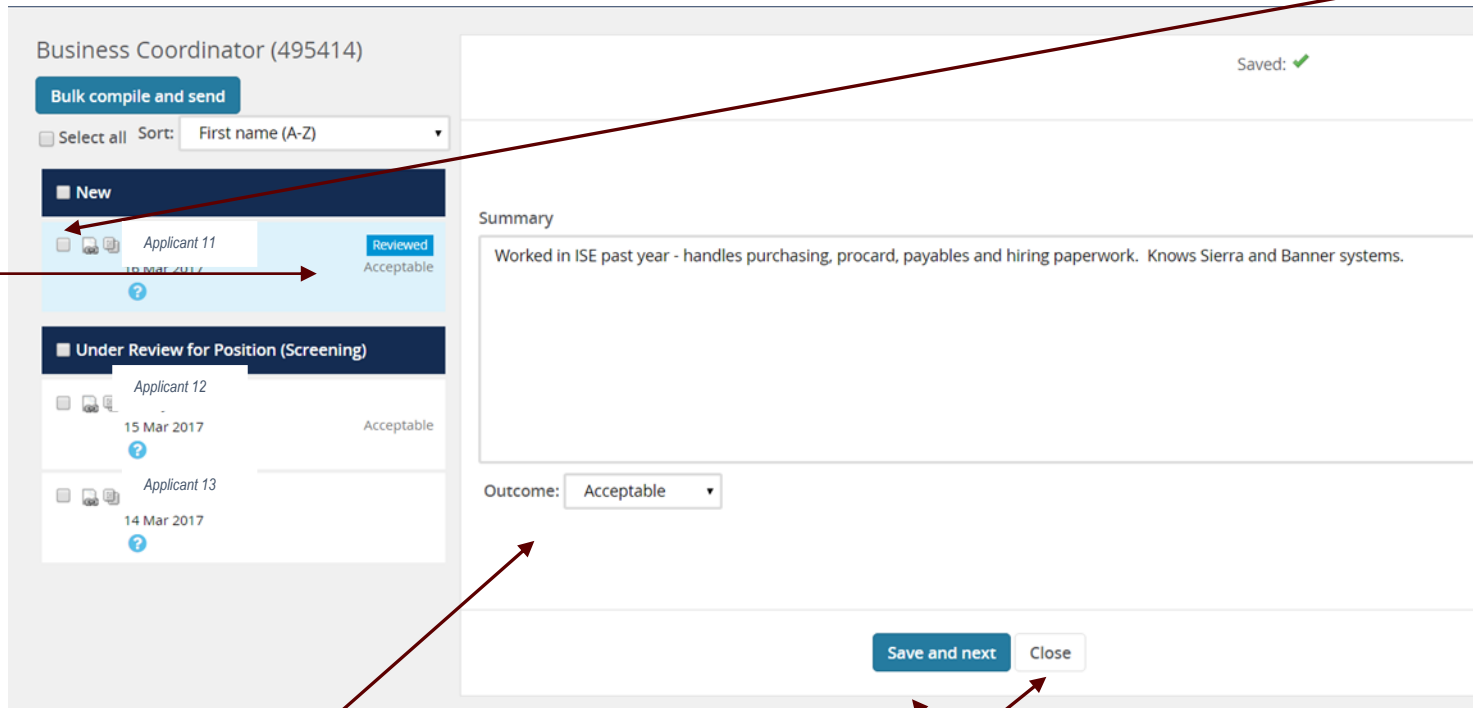 Business Coordinator (495414)
Bulk compile and send
Select all Sort: First name (A-Z)
New
Applicant 11
Reviewed
16 Mar 2017
Acceptable
?
Under Review for Position (Screening)
Applicant 12
15 Mar 2017
Acceptable
?
Applicant 13
14 Mar 2017
?
Saved:
Summary
Worked in ISE past year - handles purchasing, procard, payables and hiring paperwork. Knows Sierra and Banner systems.
Outcome: Acceptable
Save and next
Close